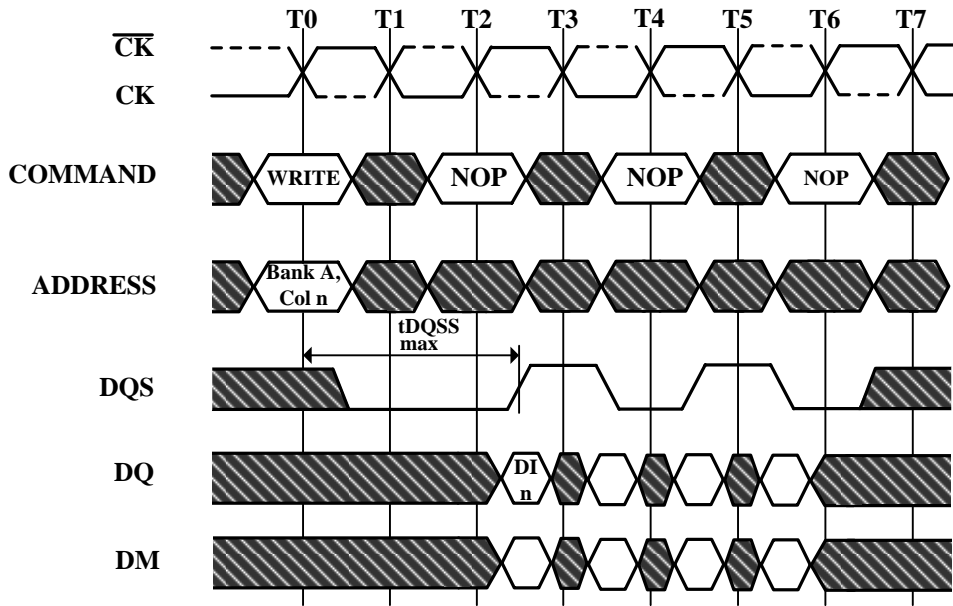 T0 T1 T2 T3 T4 T5 T6 T7
CK
CK
COMMAND WRITE NOP NOP NOP
ADDRESS Bank A,
Col n
tDQSS
max
DQS
DQ DI
n
DM